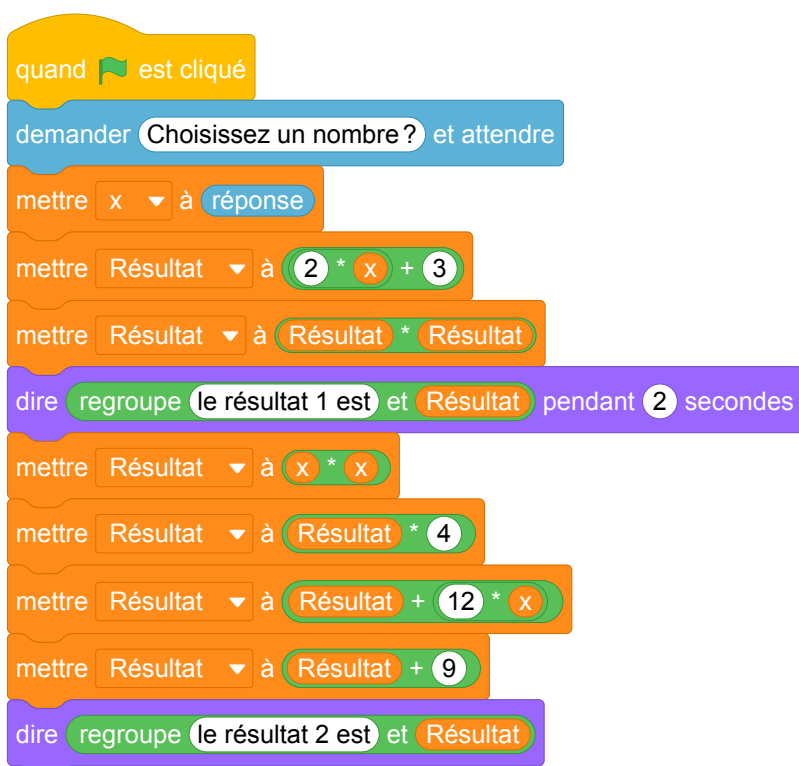 quand est cliqué
demander Choisissez un nombre ? et attendre
mettre x à réponse
mettre Résultat à 2 * x + 3
mettre Résultat à Résultat * Résultat
dire regroupe le résultat 1 est et Résultat pendant 2 secondes
mettre Résultat à x * x
mettre Résultat à Résultat * 4
mettre Résultat à Résultat + 12 * x
mettre Résultat à Résultat + 9
dire regroupe le résultat 2 est et Résultat